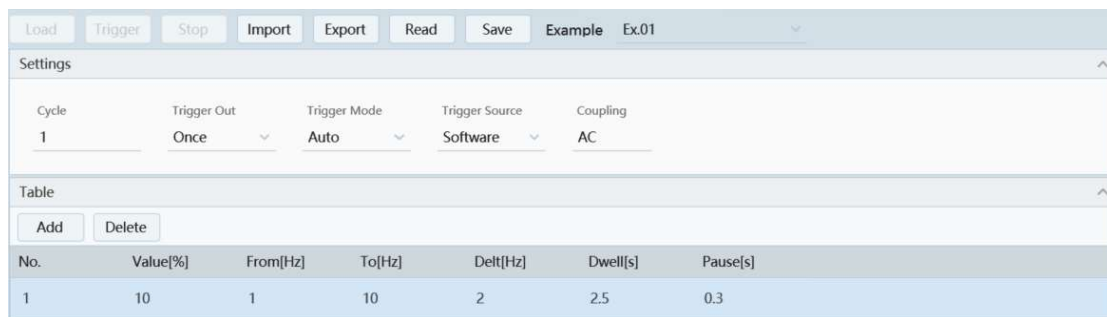 Load Trigger Stop Import Export Read Save Example Ex.01
Settings
Cycle Trigger Out Trigger Mode Trigger Source Coupling
1 Once Auto Software AC
Table
Add Delete
No. Value[%] From[Hz] To[Hz] Delt[Hz] Dwell[s] Pause[s]
1 10 1 10 2 2.5 0.3